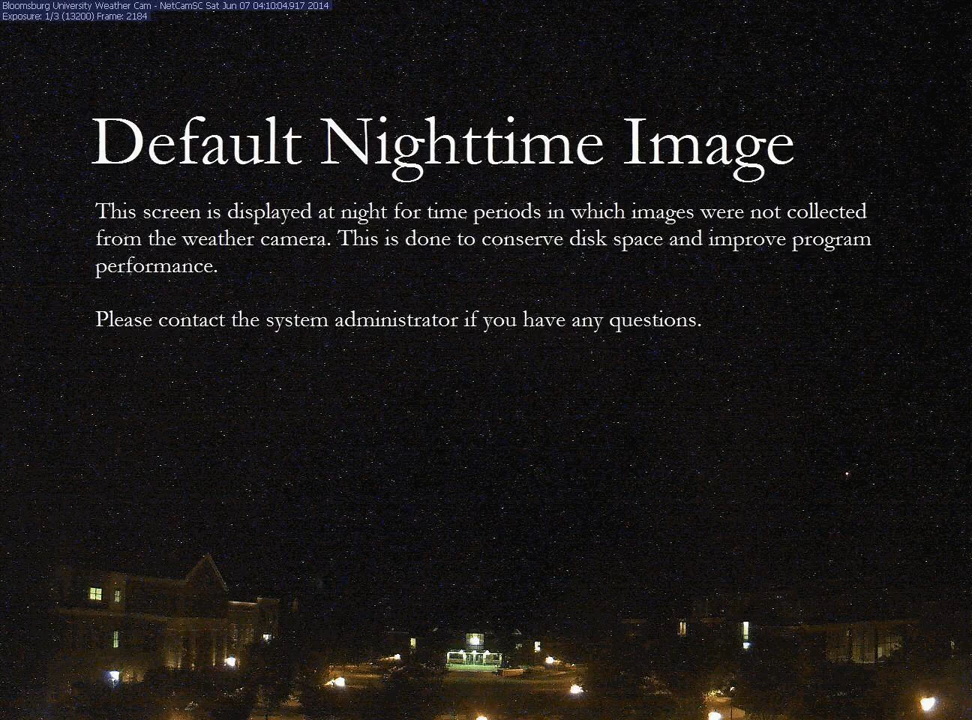 Bloomsburg University Weather Cam - NetCamSC Sat Jun 07 04:10:04.917 2014
Exposure: 1/3 (13200) Frame: 2184
Default Nighttime Image
This screen is displayed at night for time periods in which images were not collected
from the weather camera. This is done to conserve disk space and improve program
performance.
Please contact the system administrator if you have any questions.